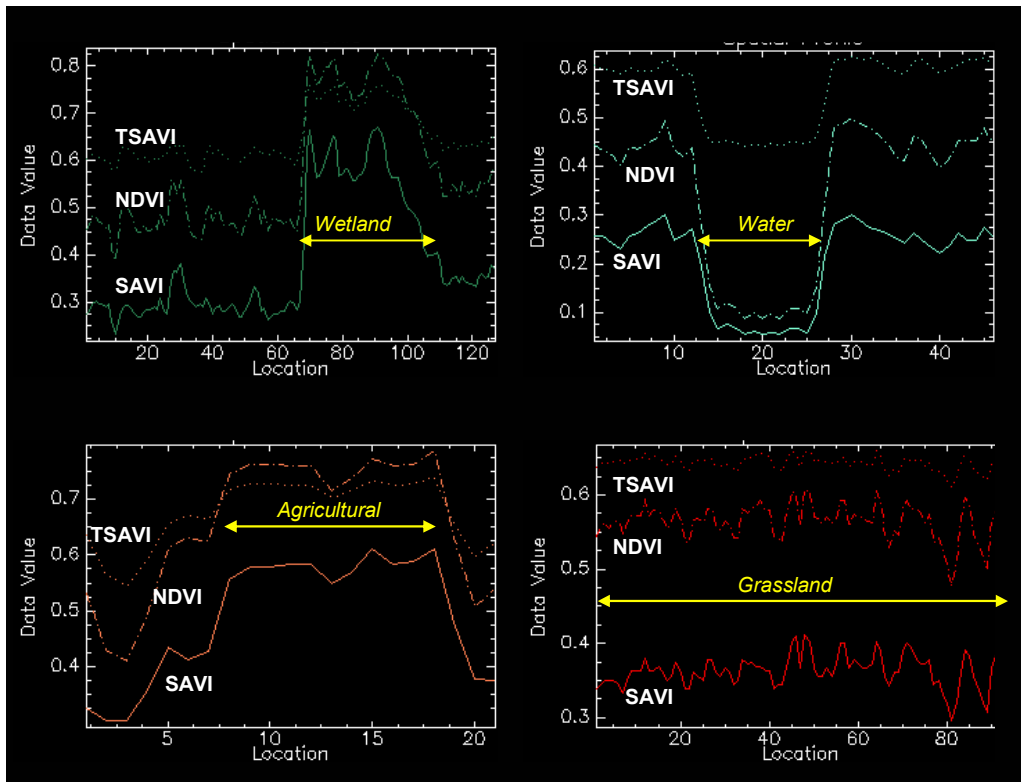 Spatial Profile
0.8
0.7
0.6
0.5
0.4
0.3
Data Value
TSAVI
NDVI
SAVI
Wetland
20 40 60 80 100 120
Location
0.6
0.5
0.4
0.3
0.2
0.1
Data Value
TSAVI
NDVI
SAVI
Water
10 20 30 40
Location
0.7
0.6
0.5
0.4
Data Value
TSAVI
NDVI
SAVI
Agricultural
5 10 15 20
Location
0.6
0.5
0.4
0.3
Data Value
TSAVI
NDVI
SAVI
Grassland
20 40 60 80
Location